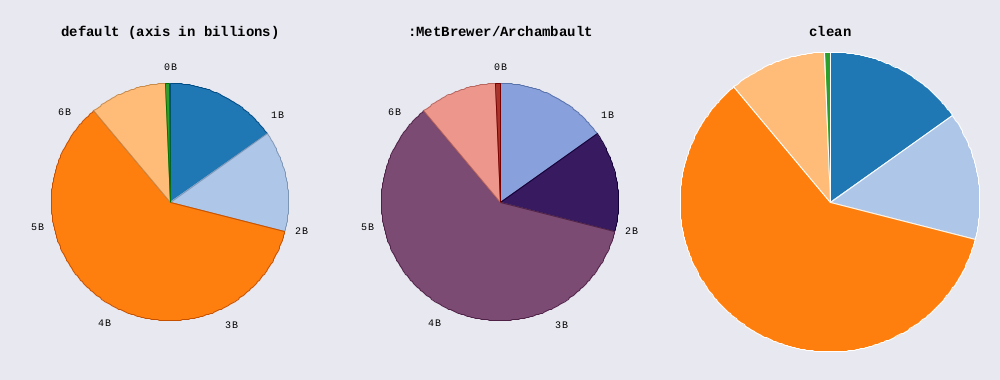 default (axis in billions)
0B
1B
2B
3B
4B
5B
6B
:MetBrewer/Archambault
0B
1B
2B
3B
4B
5B
6B
clean